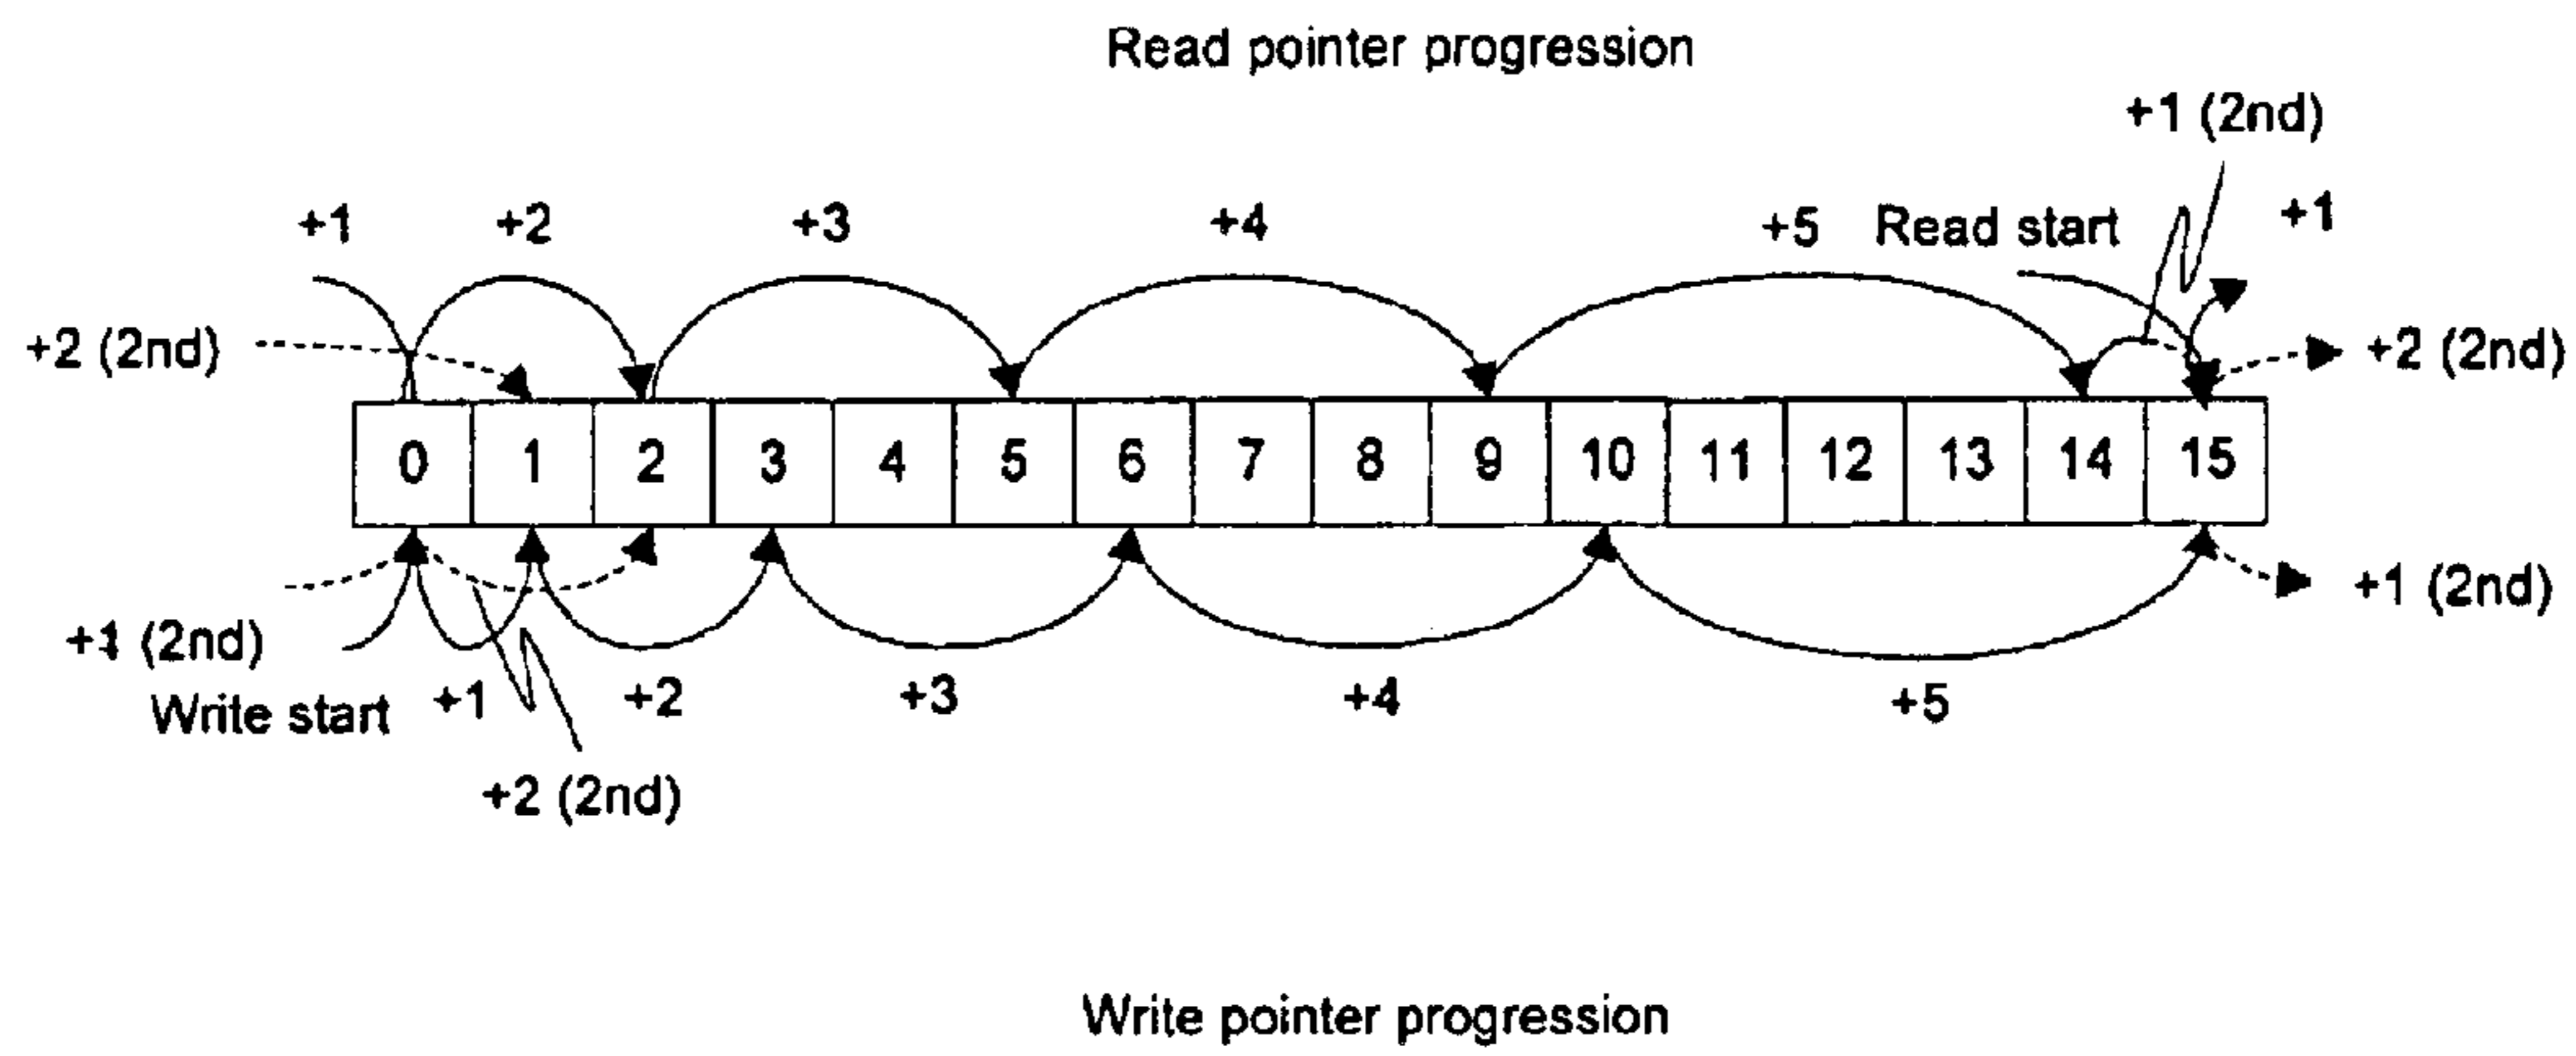 Read pointer progression
+1 (2nd)
+1 +2 +3 +4 +5 Read start +1
+2 (2nd) +2 (2nd)
0 1 2 3 4 5 6 7 8 9 10 11 12 13 14 15
+1 (2nd) +1 (2nd)
Write start +1 +2 +3 +4 +5
+2 (2nd)
Write pointer progression